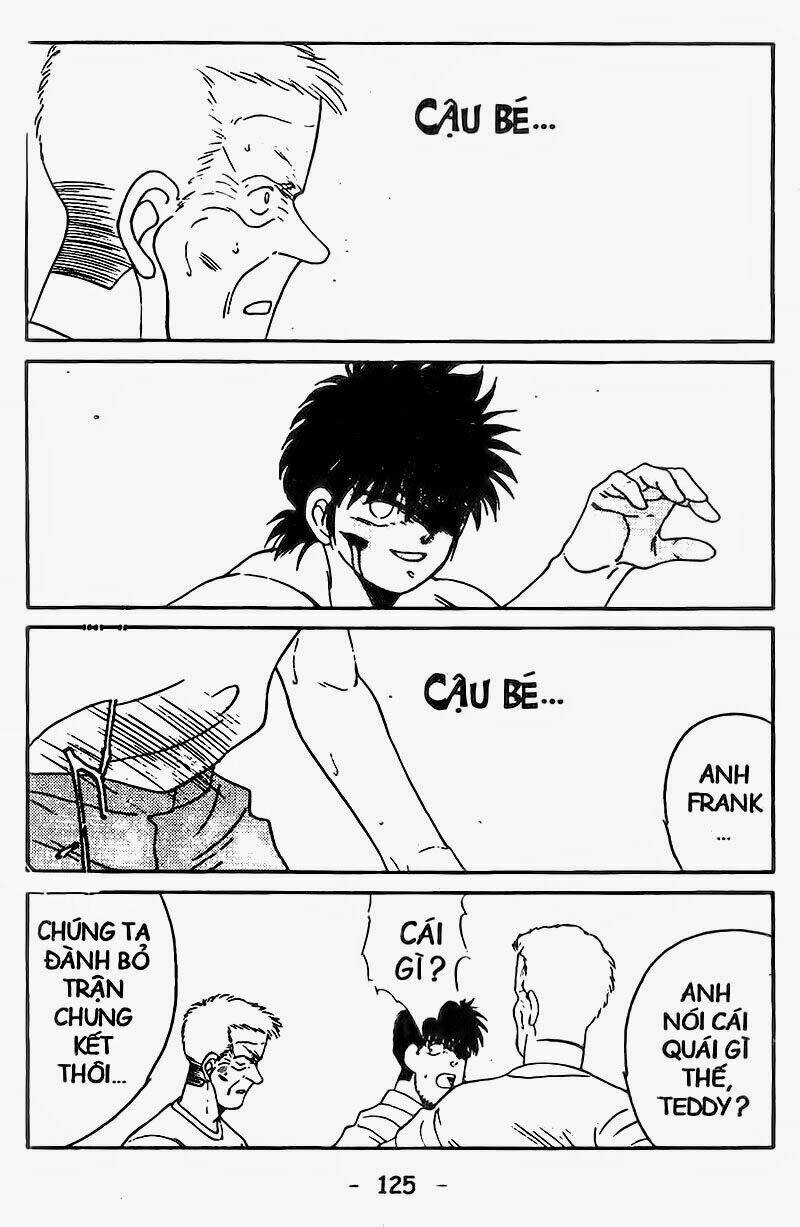 CẬU BÉ...
CẬU BÉ...
ANH
FRANK
...
CHÚNG TA
ĐÀNH BỎ
TRẬN
CHUNG
KẾT
THÔI...
CÁI
GÌ?
ANH
NÓI CÁI
QUÁI GÌ
THẾ,
TEDDY?
- 125 -